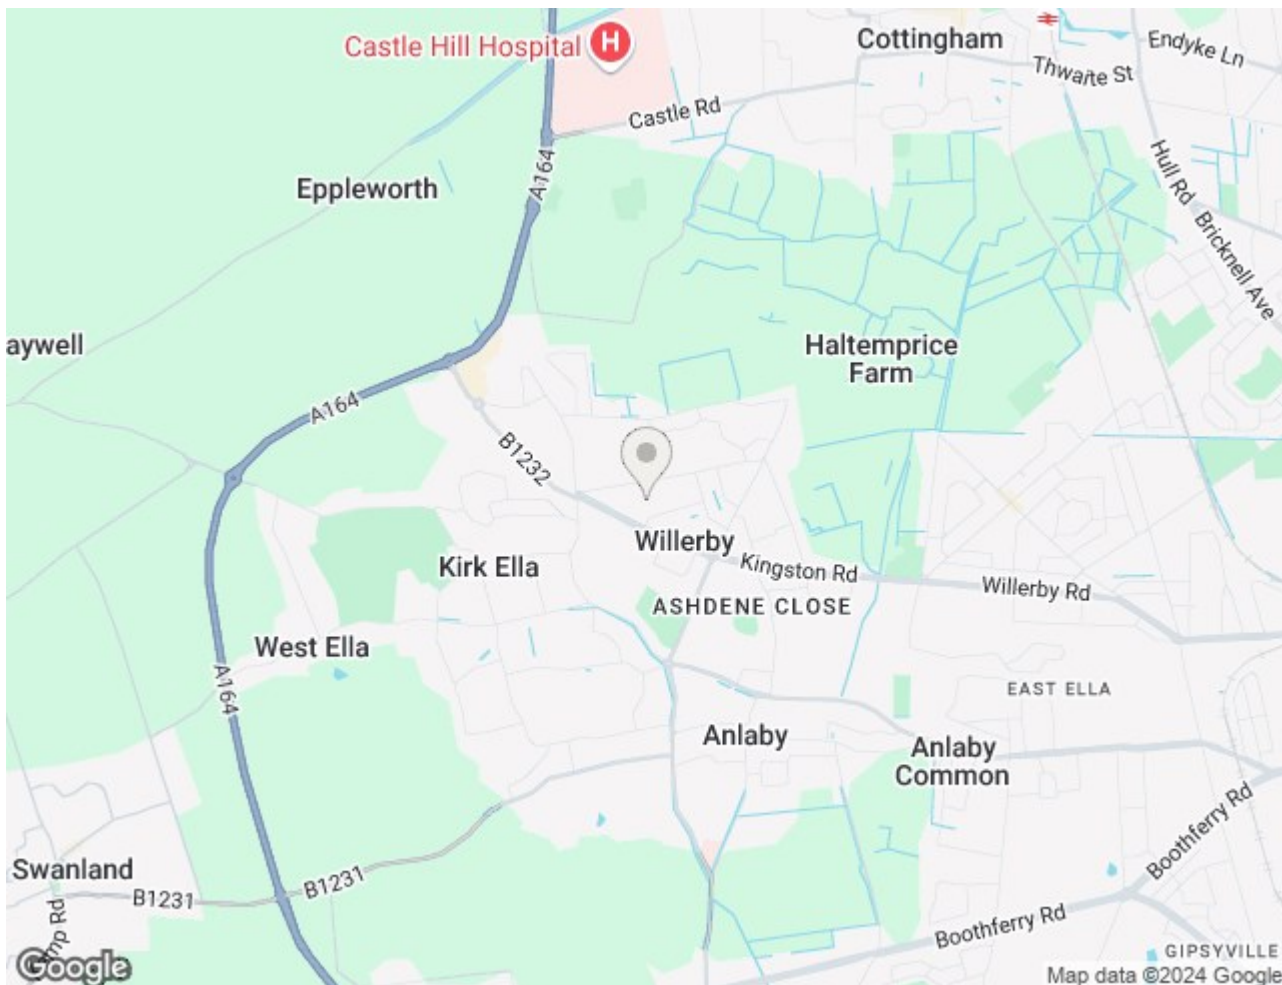 Castle Hill Hospital
H
Cottingham
Endyke Ln
Thwaite St
Castle Rd
A164
Eppleworth
Hull Rd
Bricknell Ave
aywell
Haltemprice
Farm
A164
B1232
Willerby
Kirk Ella
Kingston Rd
Willerby Rd
ASHDENE CLOSE
West Ella
A164
EAST ELLA
Anlaby
Anlaby
Common
Boothferry Rd
Swanland
B1231
B1231
Boothferry Rd
GIPSYVILLE
Google
Map data ©2024 Google